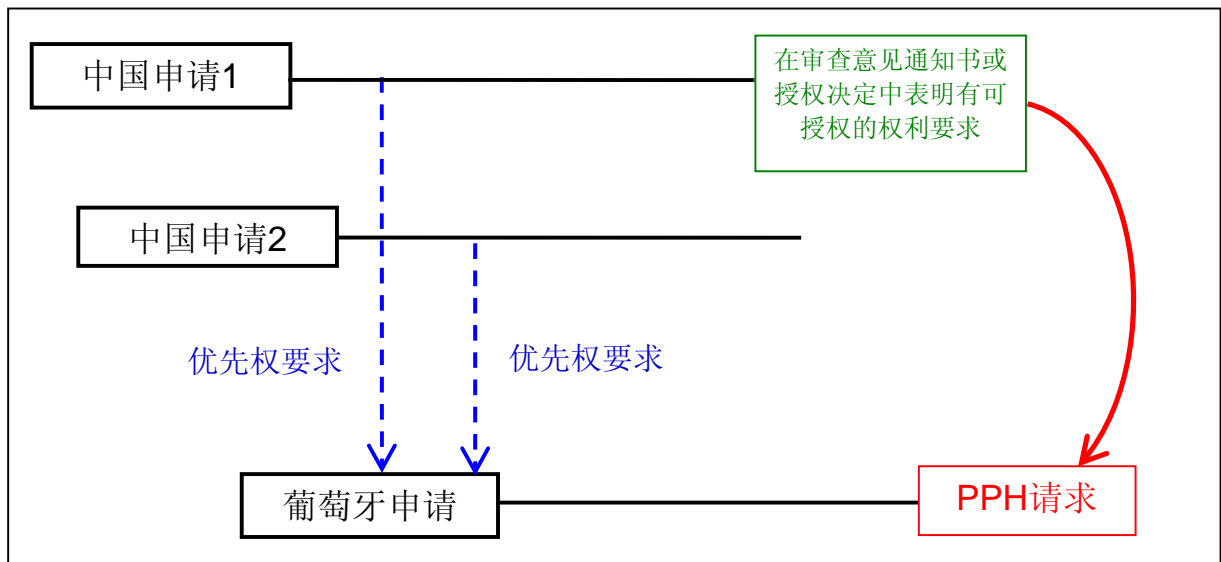 中国申请1
在审查意见通知书或
授权决定中表明有可
授权的权利要求
中国申请2
优先权要求
优先权要求
葡萄牙申请
PPH请求